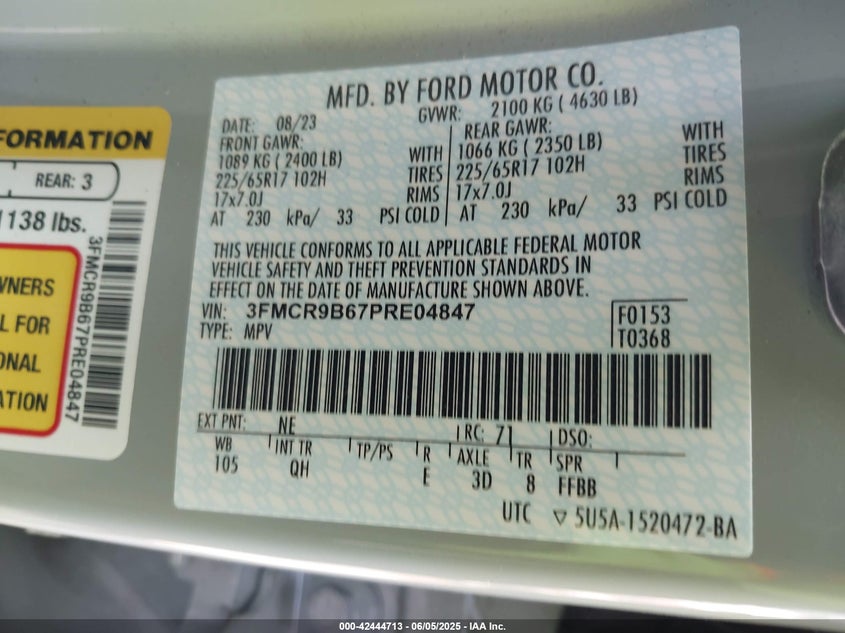 FORMATION
REAR: 3
1138 lbs.
WNERS
L FOR
ONAL
ATION
3FMCR9B67PRE04847
MFD. BY FORD MOTOR CO.
DATE: 08/23
GVWR: 2100 KG ( 4630 LB)
FRONT GAWR:
1089 KG ( 2400 LB) WITH
225/65R17 102H TIRES
17x7.0J RIMS
AT 230 kPa/ 33 PSI COLD
REAR GAWR: WITH
1066 KG ( 2350 LB) TIRES
225/65R17 102H RIMS
17x7.0J
AT 230 kPa/ 33 PSI COLD
THIS VEHICLE CONFORMS TO ALL APPLICABLE FEDERAL MOTOR
VEHICLE SAFETY AND THEFT PREVENTION STANDARDS IN
EFFECT ON THE DATE OF MANUFACTURE SHOWN ABOVE.
VIN: 3FMCR9B67PRE04847
TYPE: MPV
F0153
T0368
EXT PNT: NE RC: 71 DSO:
WB INT TR TP/PS R AXLE TR SPR
105 QH E 3D 8 FFBB
UTC ▽ 5U5A-1520472-BA
000-42444713 - 06/05/2025 - IAA Inc.